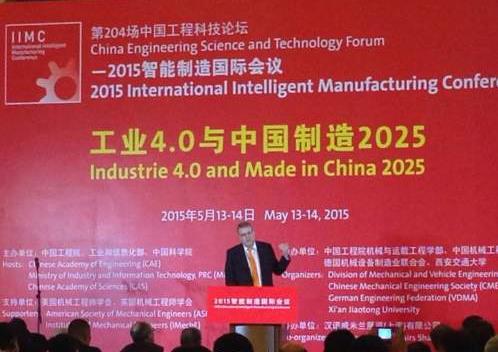 IIMC
International Intelligent
Manufacturing
Conference
第204场中国工程科技论坛
China Engineering Science and Technology Forum
—2015智能制造国际会议
2015 International Intelligent Manufacturing Confe
工业4.0与中国制造2025
Industrie 4.0 and Made in China 2025
2015年5月13-14日 May 13-14, 2015
主办单位：中国工程院、工业和信息化部、中国科学院
Hosts: Chinese Academy of Engineering (CAE)
Ministry of Industry and Information Technology, PRC (M
Chinese Academy of Sciences (CAS)
支持单位：美国机械工程师学会、英国机械工程师学会
American Society of Mechanical Engineers (AS
Institution of Mechanical Engineers (IMechE)
中国工程院机械与运载工程学部、中国机械工
德国机械设备制造业联合会、西安交通大学
Organizers: Division of Mechanical and Vehicle Engineer
Chinese Mechanical Engineering Society (CME
German Engineering Federation (VDMA)
Xi'an Jiaotong University
2015智能制造国际会议
2015 International Intelligent Manufacturing Conference